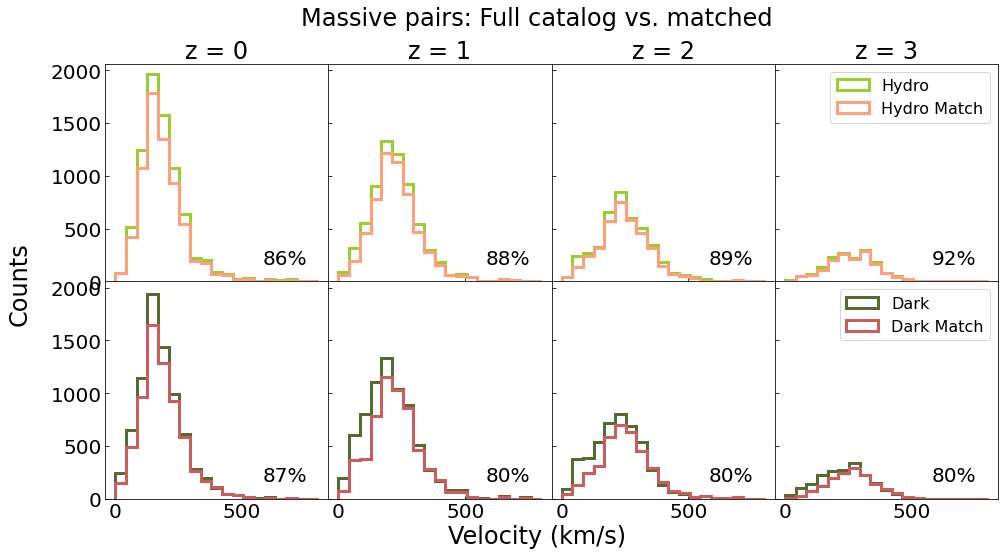 Massive pairs: Full catalog vs. matched
z = 0 z = 1 z = 2 z = 3
2000
1500
1000
500
0
Hydro
Hydro Match
86% 88% 89% 92%
Counts
2000
1500
1000
500
0
Dark
Dark Match
87% 80% 80% 80%
0 500 0 500 0 500 0 500
Velocity (km/s)